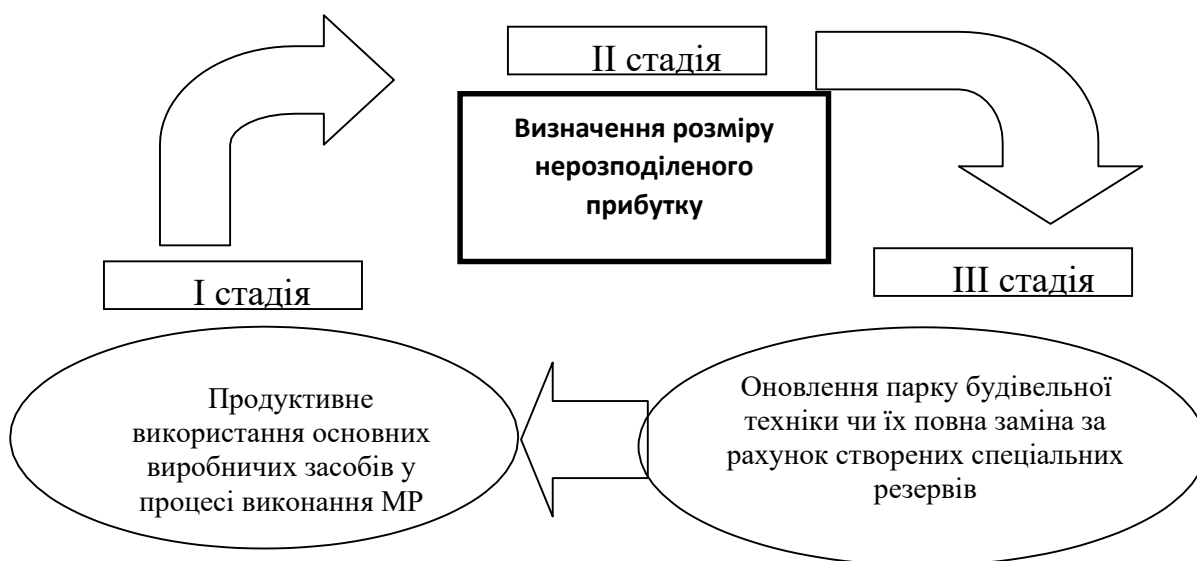 II стадія
Визначення розміру
нерозподіленого
прибутку
I стадія
III стадія
Продуктивне
використання основних
виробничих засобів у
процесі виконання МР
Оновлення парку будівельної
техніки чи їх повна заміна за
рахунок створених спеціальних
резервів